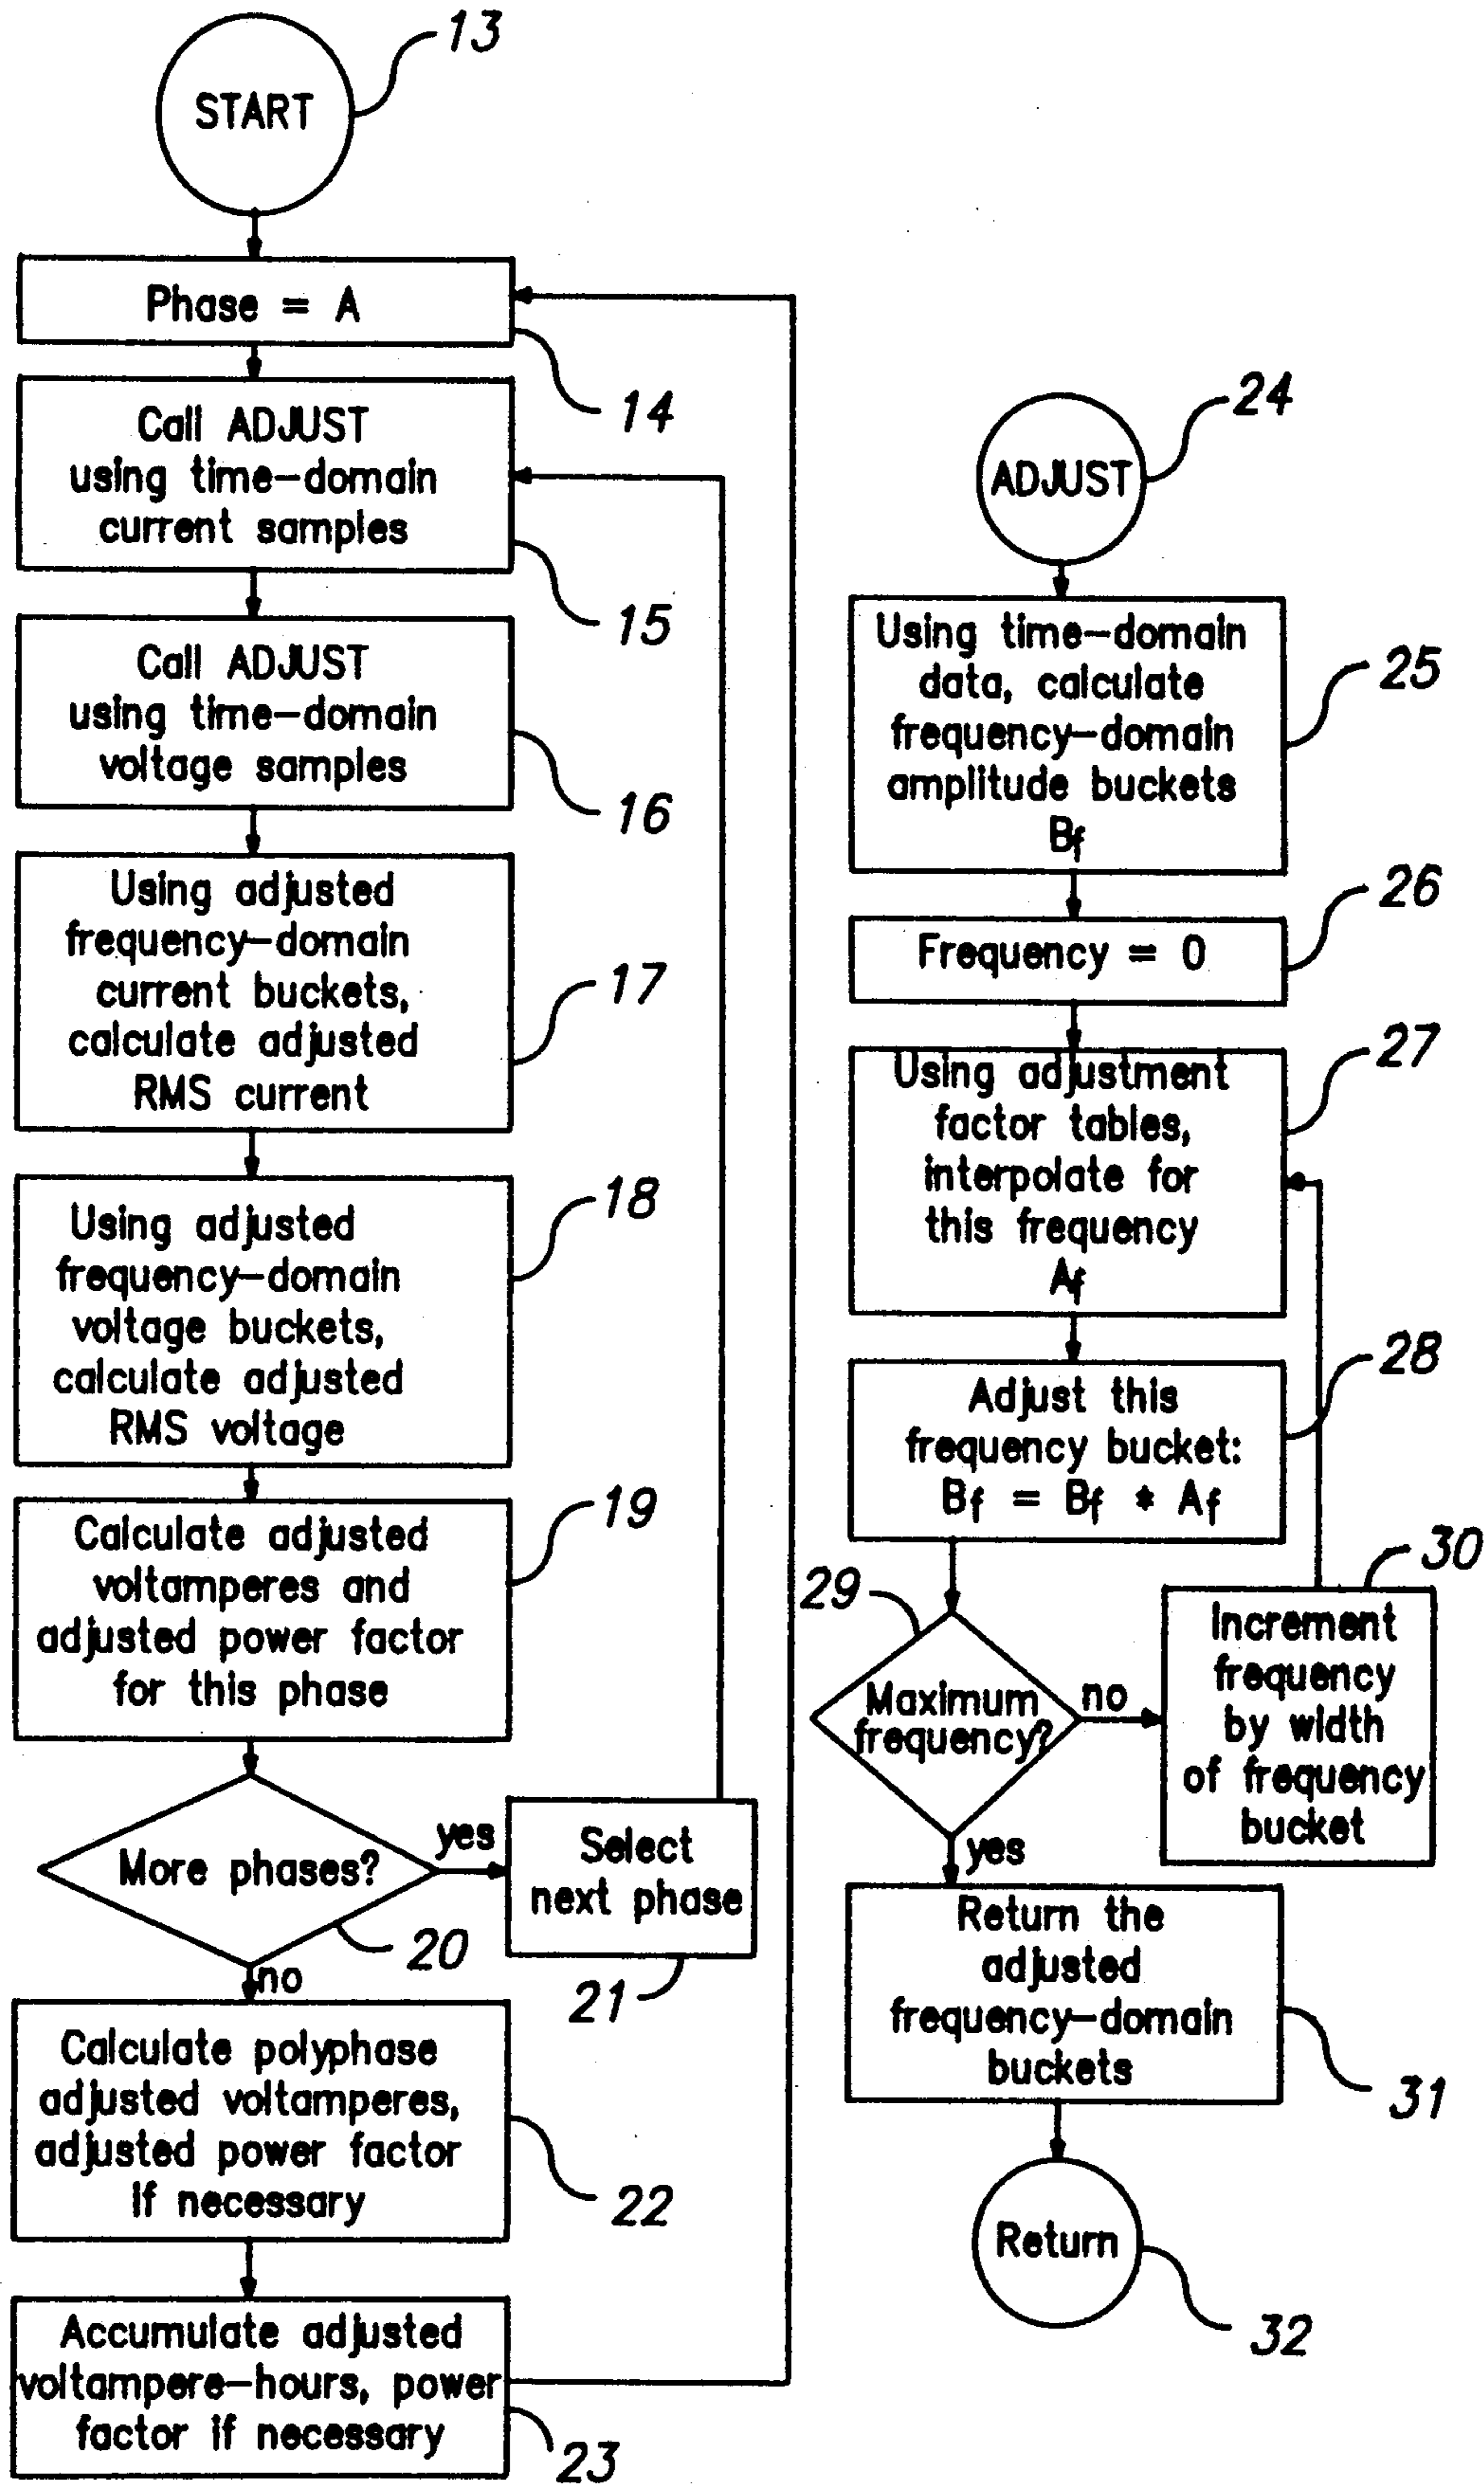 13
START
Phase = A
14
Call ADJUST
using time-domain
current samples
15
Call ADJUST
using time-domain
voltage samples
16
Using adjusted
frequency-domain
current buckets,
calculate adjusted
RMS current
17
Using adjusted
frequency-domain
voltage buckets,
calculate adjusted
RMS voltage
18
Calculate adjusted
voltamperes and
adjusted power factor
for this phase
19
More phases?
yes
20
no
Select
next phase
21
Calculate polyphase
adjusted voltamperes,
adjusted power factor
if necessary
22
Accumulate adjusted
voltampere-hours, power
factor if necessary
23
24
ADJUST
Using time-domain
data, calculate
frequency-domain
amplitude buckets
Bf
25
Frequency = 0
26
Using adjustment
factor tables,
interpolate for
this frequency
Af
27
Adjust this
frequency bucket:
Bf = Bf * Af
28
29
Maximum
frequency?
no
yes
30
Increment
frequency
by width
of frequency
bucket
Return the
adjusted
frequency-domain
buckets
31
Return
32